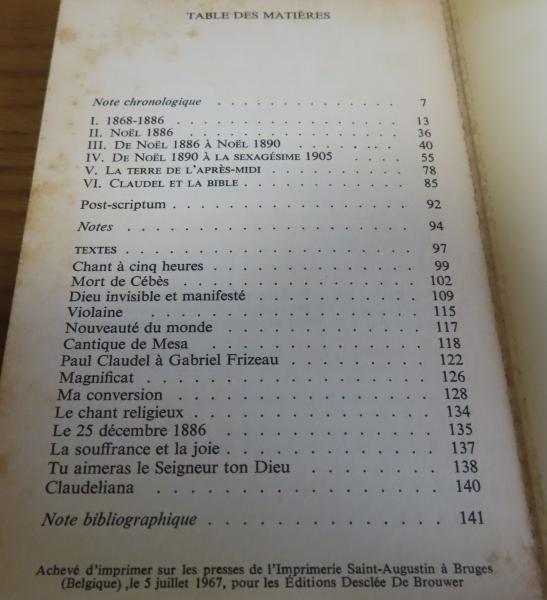 TABLE DES MATIÈRES
Note chronologique . . . . . . . . . . . . 7
I. 1868-1886 . . . . . . . . . . . . 13
II. NOËL 1886 . . . . . . . . . . . . 36
III. DE NOËL 1886 À NOËL 1890 . . . . . . . 40
IV. DE NOËL 1890 À LA SEXAGÉSIME 1905 . . . . 55
V. LA TERRE DE L'APRÈS-MIDI . . . . . . . 78
VI. CLAUDEL ET LA BIBLE . . . . . . . . . 85
Post-scriptum . . . . . . . . . . . . . 92
Notes . . . . . . . . . . . . . . . 94
TEXTES . . . . . . . . . . . . . . . 97
Chant à cinq heures . . . . . . . . . . . 99
Mort de Cébès . . . . . . . . . . . . 102
Dieu invisible et manifesté . . . . . . . . . 109
Violaine . . . . . . . . . . . . . . 115
Nouveauté du monde . . . . . . . . . . 117
Cantique de Mesa . . . . . . . . . . . 118
Paul Claudel à Gabriel Frizeau . . . . . . . 122
Magnificat . . . . . . . . . . . . . 126
Ma conversion . . . . . . . . . . . . 128
Le chant religieux . . . . . . . . . . . 134
Le 25 décembre 1886 . . . . . . . . . . 135
La souffrance et la joie . . . . . . . . . . 137
Tu aimeras le Seigneur ton Dieu . . . . . . . 138
Claudeliana . . . . . . . . . . . . . 140
Note bibliographique . . . . . . . . . . . 141
Achevé d'imprimer sur les presses de l'Imprimerie Saint-Augustin à Bruges
(Belgique) ,le 5 juillet 1967, pour les Éditions Desclée De Brouwer